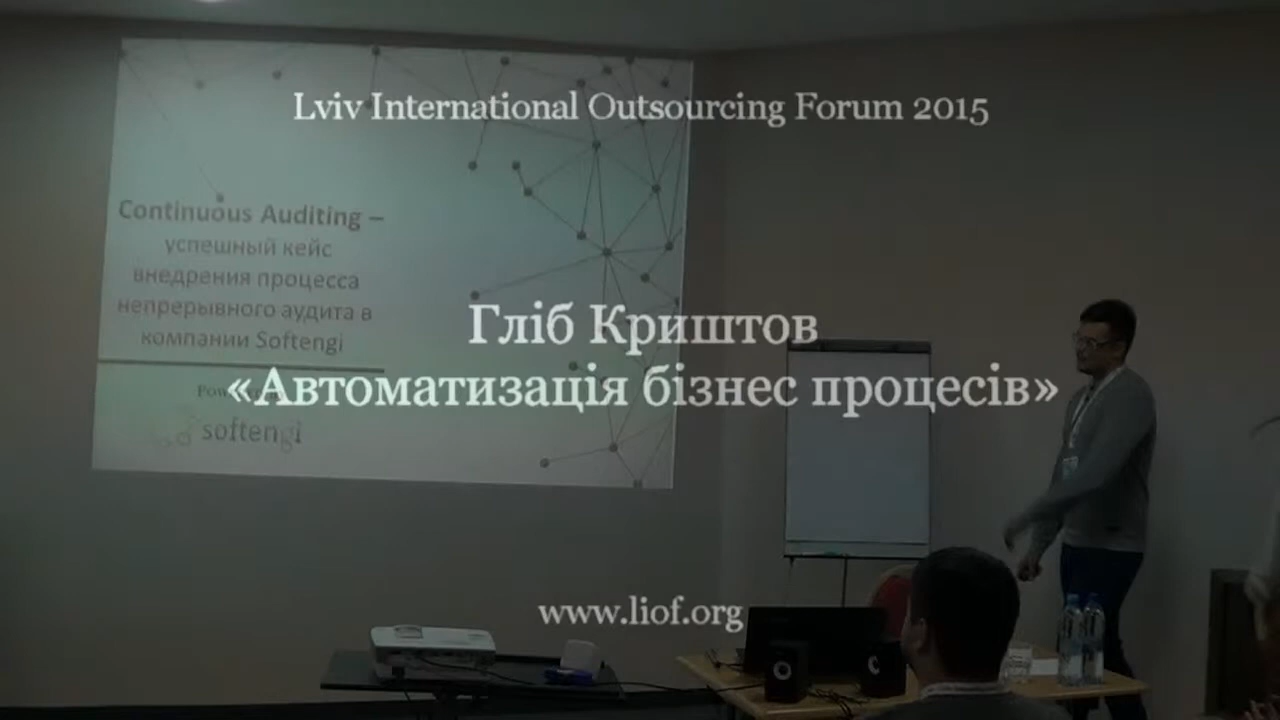 Lviv International Outsourcing Forum 2015
Continuous Auditing –
успешный кейс
внедрения процесса
непрерывного аудита в
компании Softengi
softengi
Гліб Криштов
«Автоматизація бізнес процесів»
www.liof.org